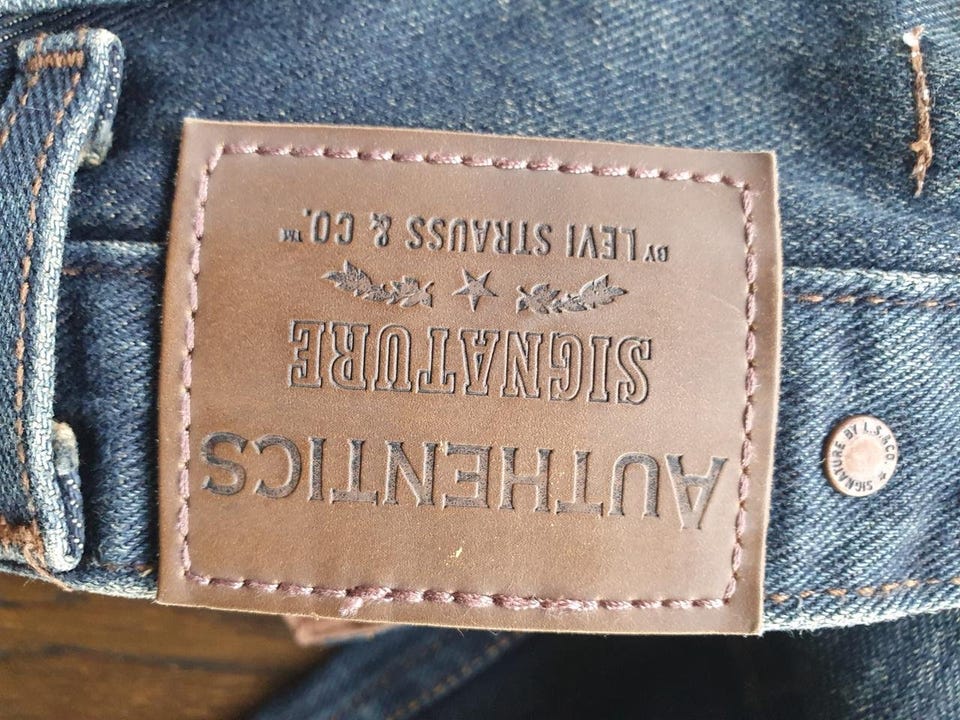 AUTHENTICS
SIGNATURE
BY LEVI STRAUSS & CO.™
SIGNATURE BY L.S.&CO. ★